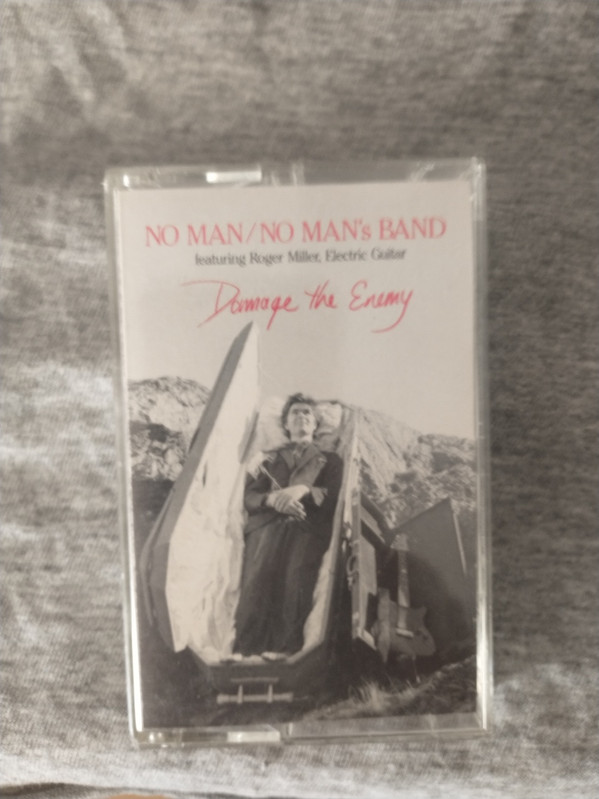 NO MAN/NO MAN's BAND
featuring Roger Miller, Electric Guitar
Damage the Enemy